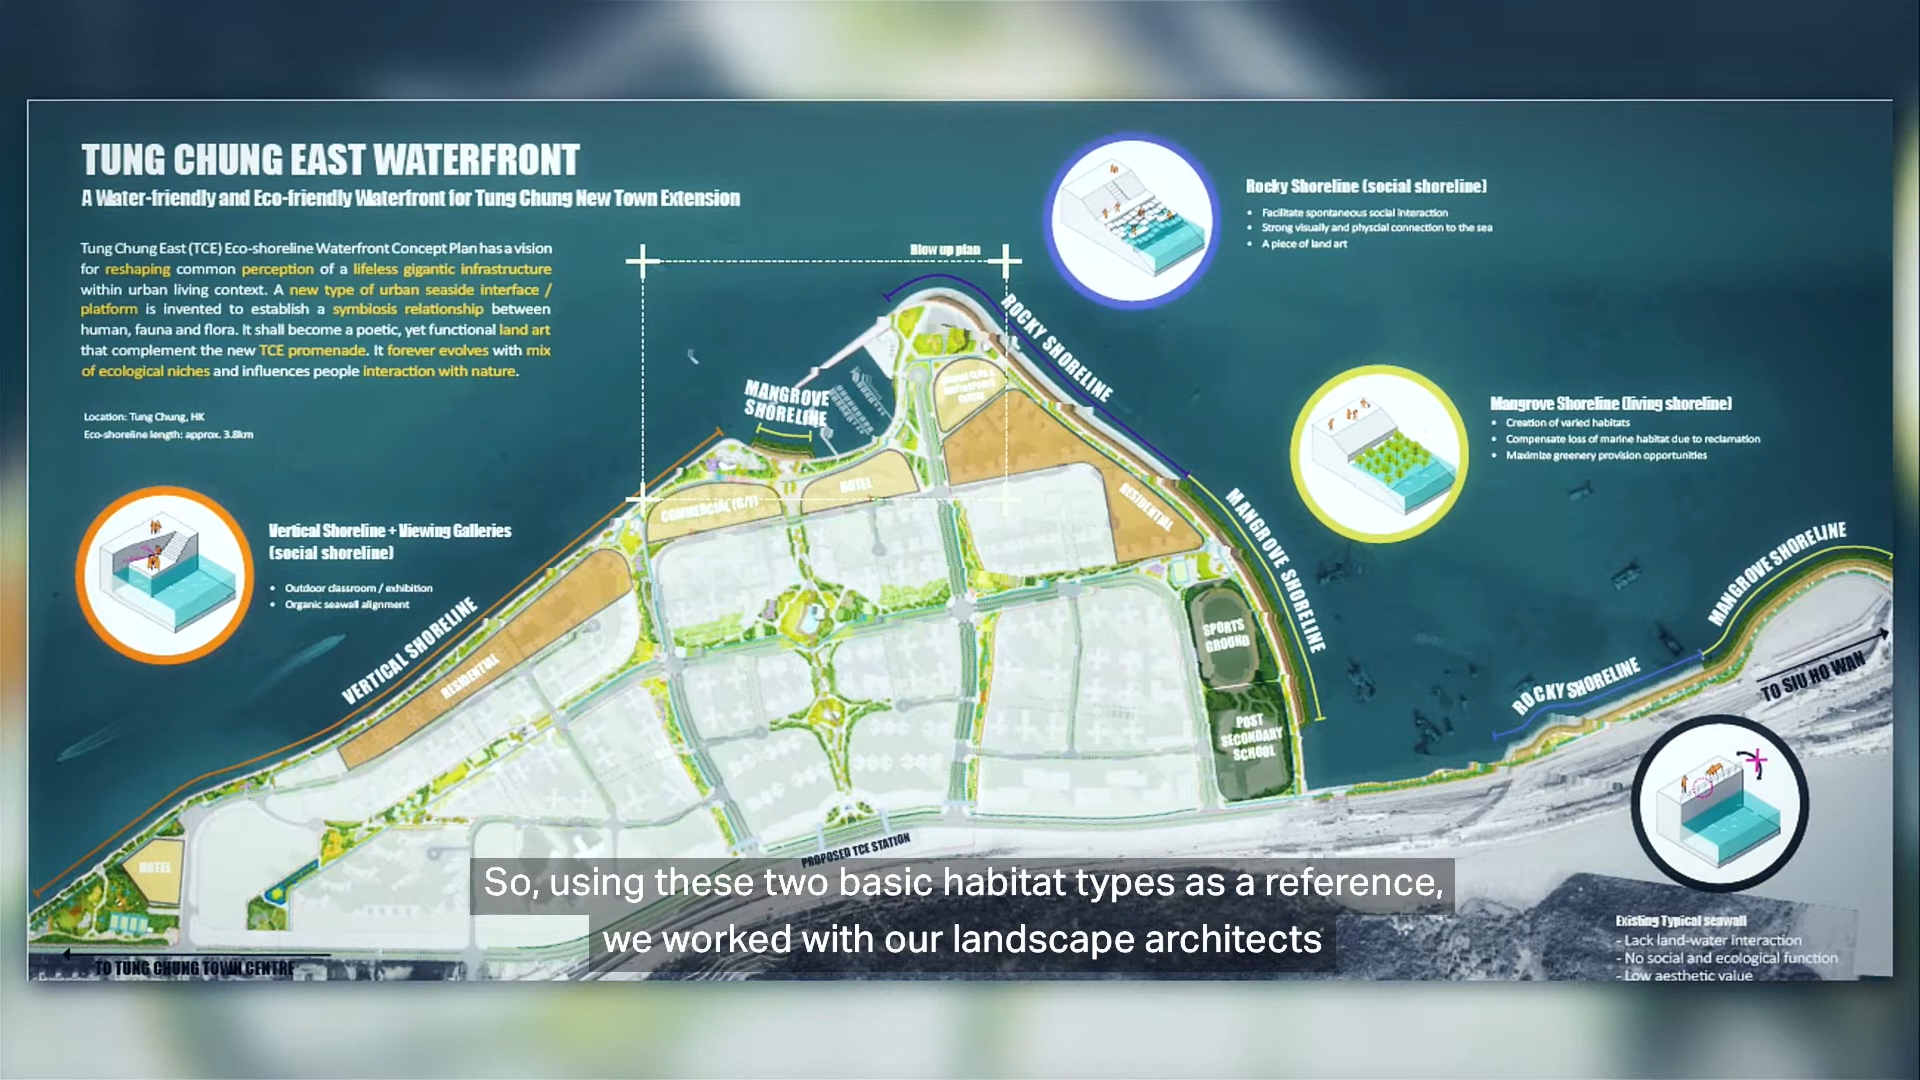 TUNG CHUNG EAST WATERFRONT
A Water-friendly and Eco-friendly Waterfront for Tung Chung New Town Extension
Tung Chung East (TCE) Eco-shoreline Waterfront Concept Plan has a vision
for reshaping common perception of a lifeless gigantic infrastructure
within urban living context. A new type of urban seaside interface /
platform is invented to establish a symbiosis relationship between
human, fauna and flora. It shall become a poetic, yet functional land art
that complement the new TCE promenade. It forever evolves with mix
of ecological niches and influences people interaction with nature.
Location: Tung Chung, HK
Eco-shoreline length: approx. 3.8km
Vertical Shoreline + Viewing Galleries
(social shoreline)
• Outdoor classroom / exhibition
• Organic seawall alignment
Blow up plan
Rocky Shoreline (social shoreline)
• Facilitate spontaneous social interaction
• Strong visually and physcial connection to the sea
• A piece of land art
Mangrove Shoreline (living shoreline)
• Creation of varied habitats
• Compensate loss of marine habitat due to reclamation
• Maximize greenery provision opportunities
ROCKY SHORELINE
MANGROVE
SHORELINE
HOTEL
COMMERCIAL (G/F)
RESIDENTIAL
MANGROVE SHORELINE
VERTICAL SHORELINE
RESIDENTIAL
SPORTS
GROUND
POST
SECONDARY
SCHOOL
MANGROVE SHORELINE
ROCKY SHORELINE
TO SIU HO WAN
HOTEL
PROPOSED TCE STATION
TO TUNG CHUNG TOWN CENTRE
Existing Typical seawall
- Lack land-water interaction
- No social and ecological function
- Low aesthetic value
So, using these two basic habitat types as a reference,
we worked with our landscape architects